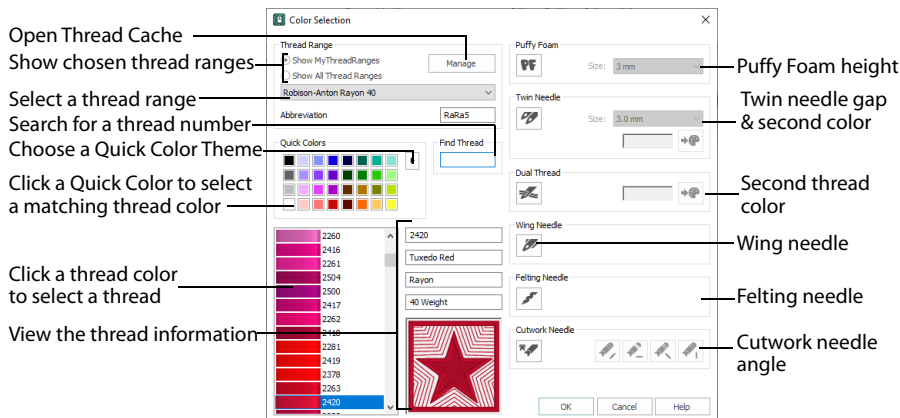 Color Selection
Open Thread Cache
Show chosen thread ranges
Select a thread range
Search for a thread number
Choose a Quick Color Theme
Click a Quick Color to select
a matching thread color
Click a thread color
to select a thread
View the thread information
Thread Range
Show MyThreadRanges
Show All Thread Ranges
Manage
Robison-Anton Rayon 40
Abbreviation
RaRa5
Quick Colors
Find Thread
2260
2416
2261
2504
2500
2417
2262
2418
2281
2419
2378
2263
2420
2420
Tuxedo Red
Rayon
40 Weight
Puffy Foam
PF
Size:
3 mm
Twin Needle
Size:
3.0 mm
Dual Thread
Wing Needle
Felting Needle
Cutwork Needle
OK
Cancel
Help
Puffy Foam height
Twin needle gap
& second color
Second thread
color
Wing needle
Felting needle
Cutwork needle
angle